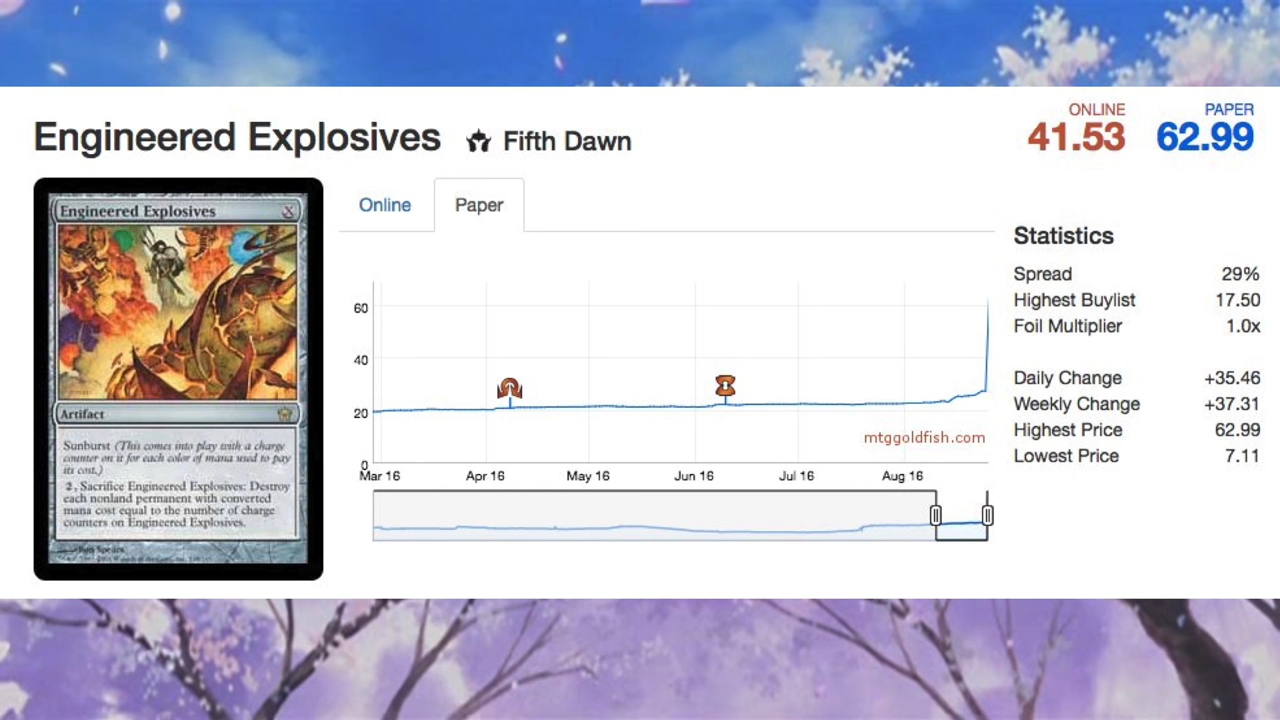 Engineered Explosives Fifth Dawn
ONLINE
41.53
PAPER
62.99
Engineered Explosives X
Artifact
Sunburst (This comes into play with a charge
counter on it for each color of mana used to pay
its cost.)
2, Sacrifice Engineered Explosives: Destroy
each nonland permanent with converted
mana cost equal to the number of charge
counters on Engineered Explosives.
Ron Spears
Online
Paper
60
40
20
0
mtggoldfish.com
Mar 16 Apr 16 May 16 Jun 16 Jul 16 Aug 16
Statistics
Spread 29%
Highest Buylist 17.50
Foil Multiplier 1.0x
Daily Change +35.46
Weekly Change +37.31
Highest Price 62.99
Lowest Price 7.11